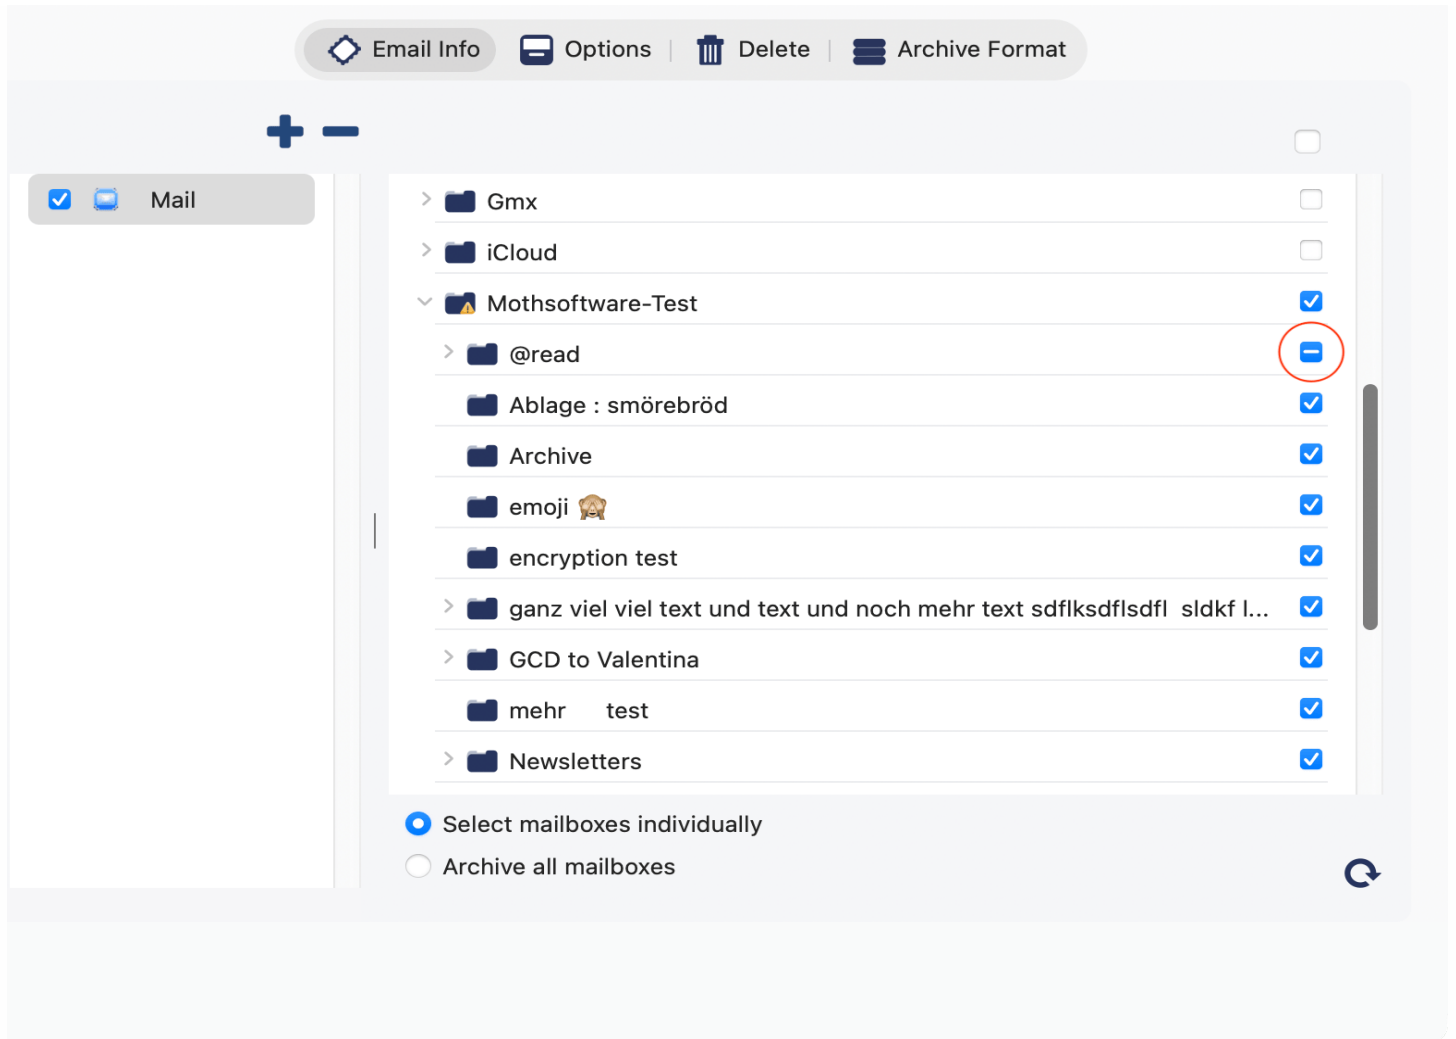 Email Info
Options
Delete
Archive Format
Mail
Gmx
iCloud
Mothsoftware-Test
@read
Ablage : smörebröd
Archive
emoji 🙈
encryption test
ganz viel viel text und text und noch mehr text sdflksdflsdfl  sldkf l...
GCD to Valentina
mehr      test
Newsletters
Select mailboxes individually
Archive all mailboxes